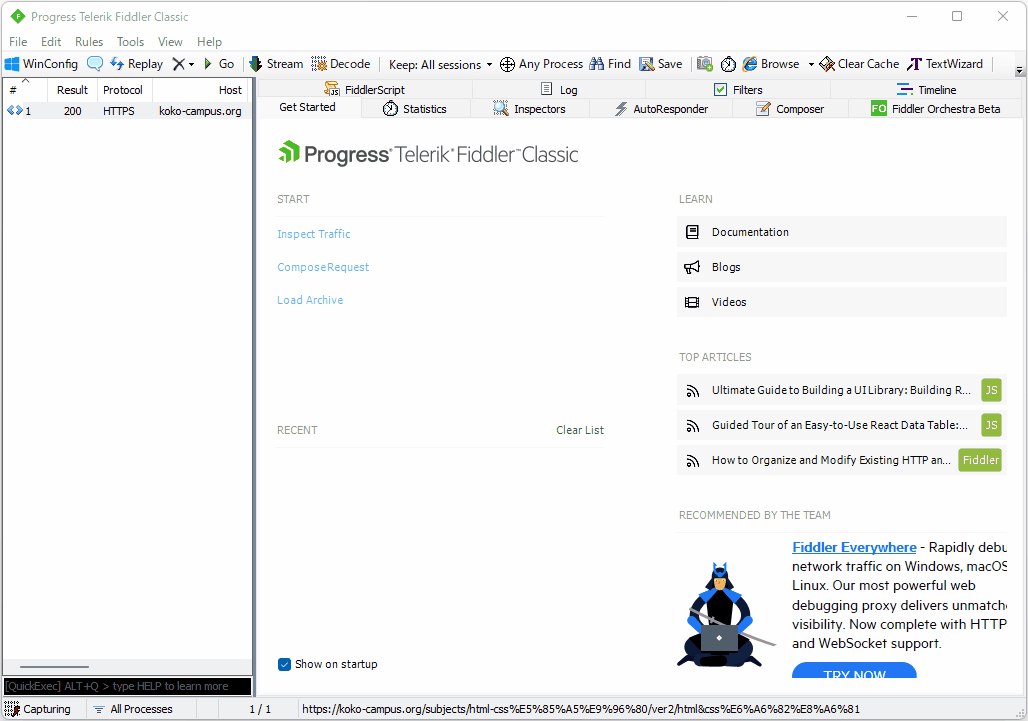 Progress Telerik Fiddler Classic
File Edit Rules Tools View Help
WinConfig Replay Go Stream Decode Keep: All sessions Any Process Find Save Browse Clear Cache TextWizard
# Result Protocol Host
1 200 HTTPS koko-campus.org
FiddlerScript Log Filters Timeline
Get Started Statistics Inspectors AutoResponder Composer FO Fiddler Orchestra Beta
Progress Telerik Fiddler Classic
START
Inspect Traffic
Compose Request
Load Archive
RECENT Clear List
Show on startup
LEARN
Documentation
Blogs
Videos
TOP ARTICLES
Ultimate Guide to Building a UI Library: Building R... JS
Guided Tour of an Easy-to-Use React Data Table:... JS
How to Organize and Modify Existing HTTP an... Fiddler
RECOMMENDED BY THE TEAM
Fiddler Everywhere - Rapidly debu
network traffic on Windows, macOS
Linux. Our most powerful web
debugging proxy delivers unmatche
visibility. Now complete with HTTP
and WebSocket support.
TRY NOW
[QuickExec] ALT+Q > type HELP to learn more
Capturing All Processes 1 / 1 https://koko-campus.org/subjects/html-css%E5%85%A5%E9%96%80/ver2/html&css%E6%A6%82%E8%A6%81